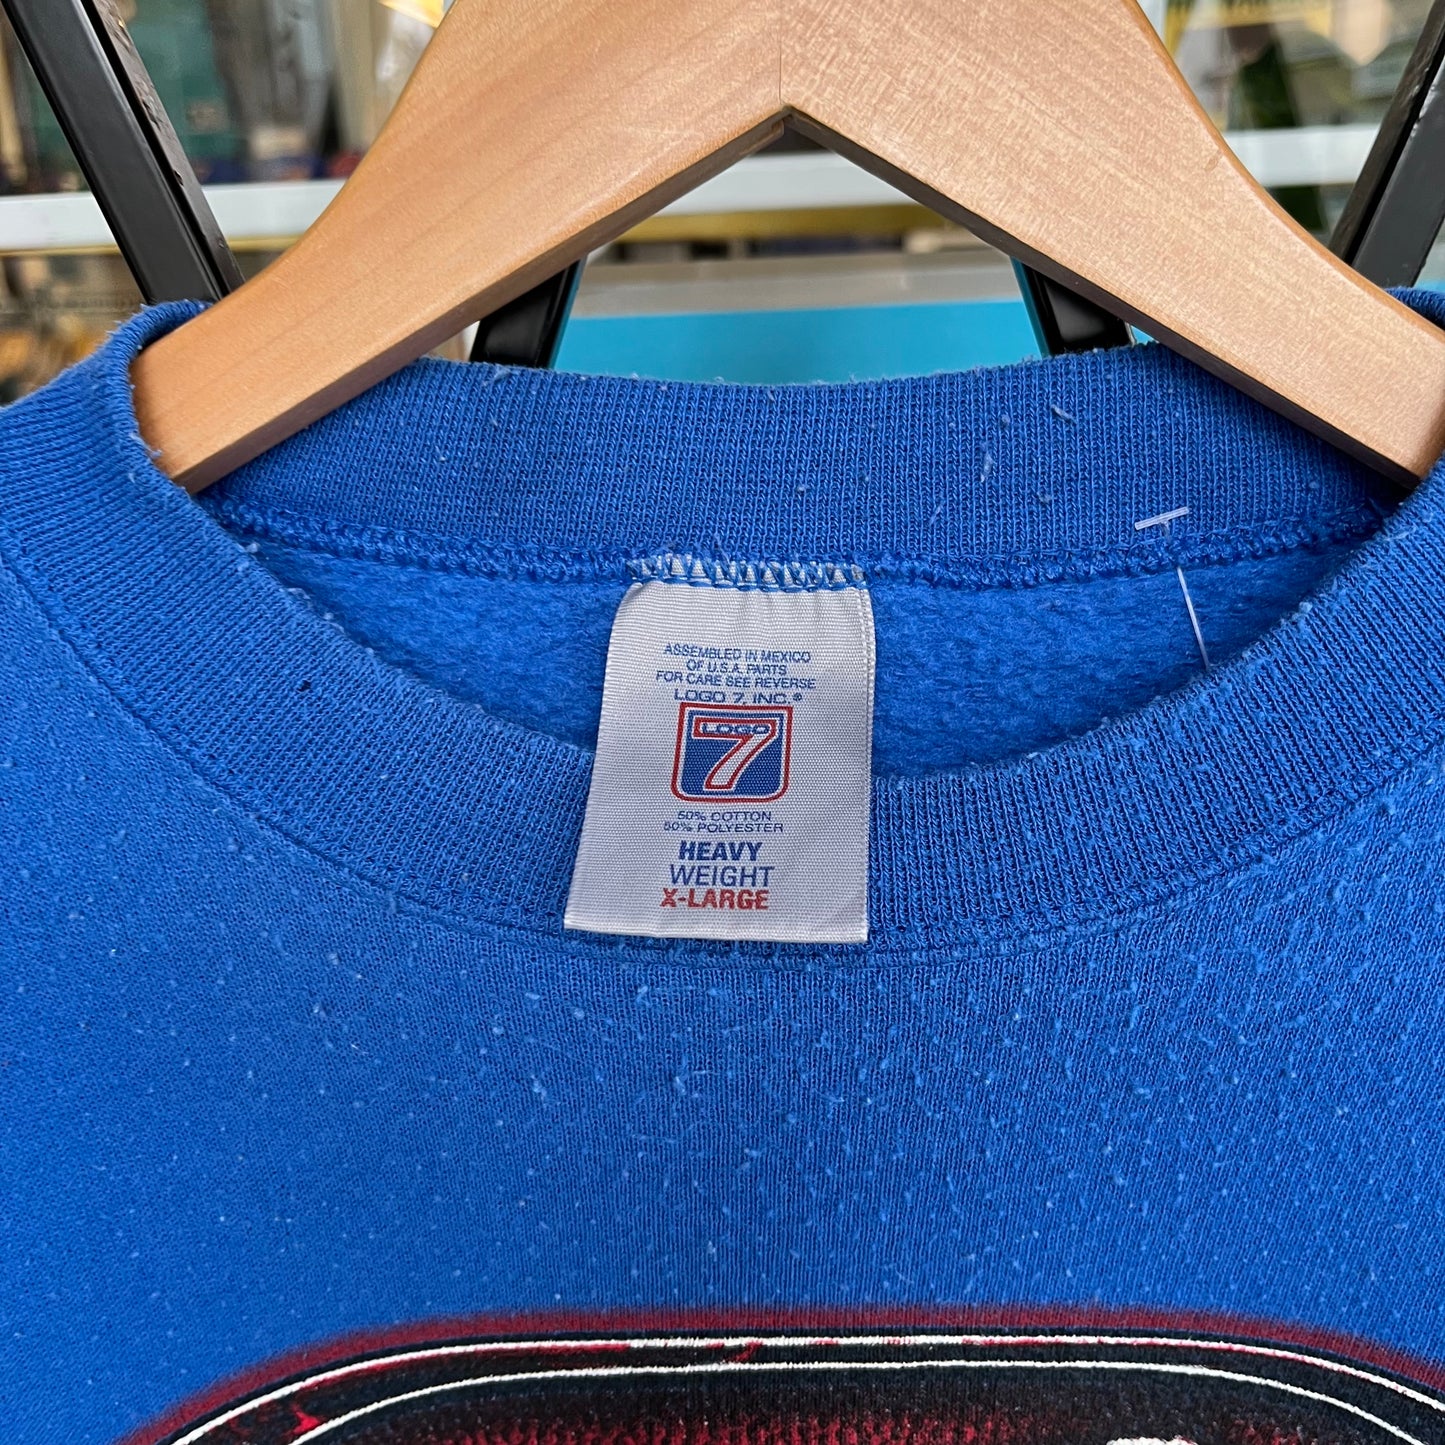 ASSEMBLED IN MEXICO
OF U.S.A. PARTS
FOR CARE SEE REVERSE
LOGO 7, INC.®
LOGO
7
50% COTTON
50% POLYESTER
HEAVY
WEIGHT
X-LARGE